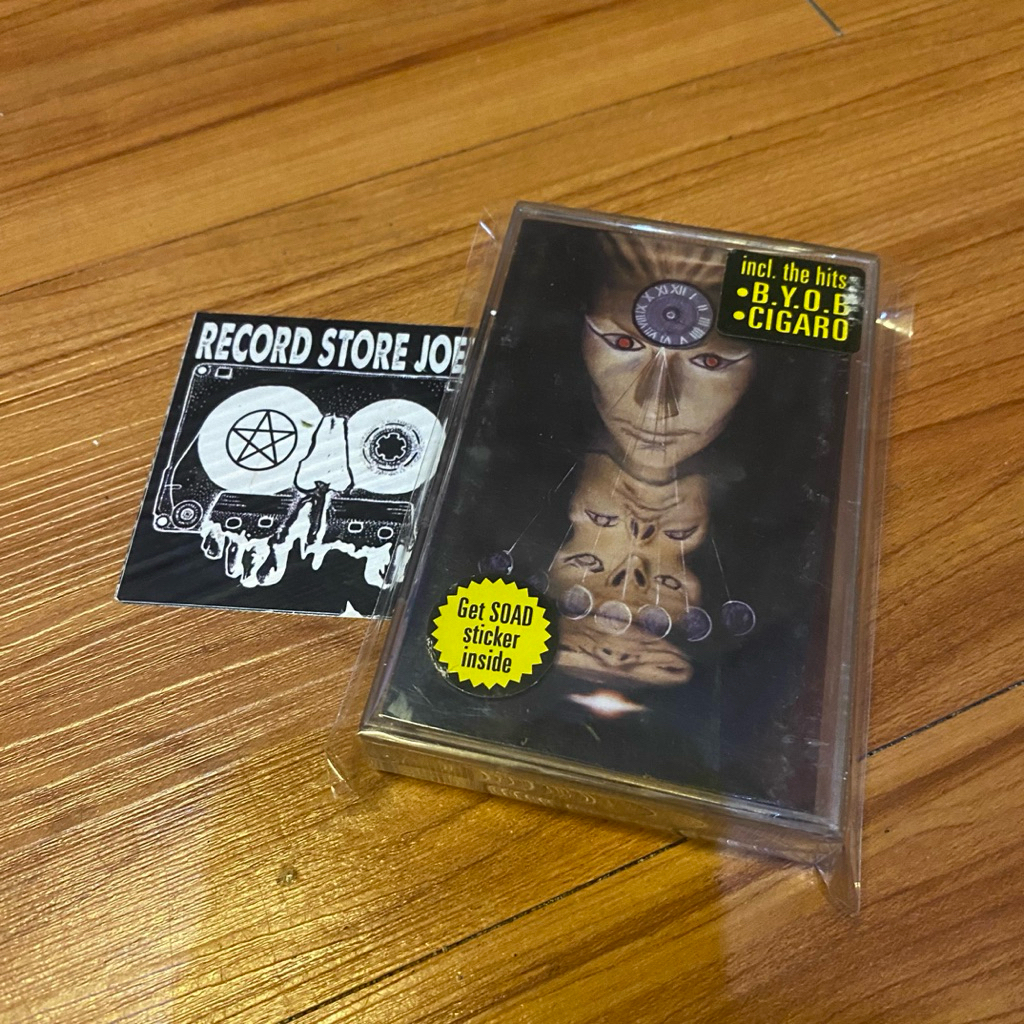 RECORD STORE JOE
incl. the hits
•B.Y.O.B
•CIGARO
Get SOAD
sticker
inside